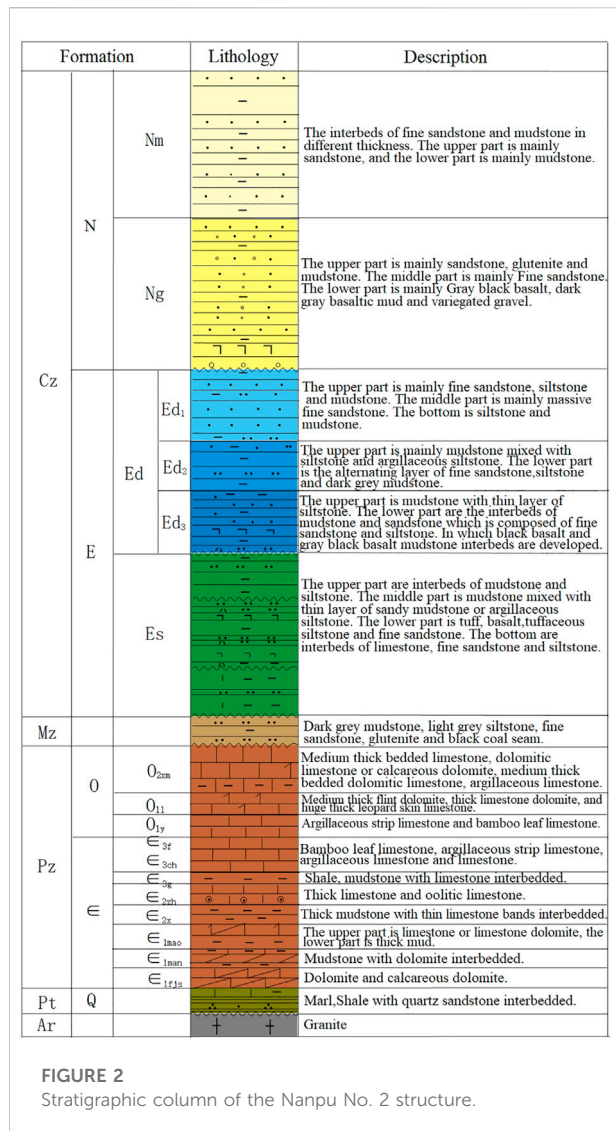 Formation Lithology Description
Cz
N
Nm
The interbeds of fine sandstone and mudstone in
different thickness. The upper part is mainly
sandstone, and the lower part is mainly mudstone.
Ng
The upper part is mainly sandstone, glutenite and
mudstone. The middle part is mainly Fine sandstone.
The lower part is mainly Gray black basalt, dark
gray basaltic mud and variegated gravel.
E
Ed
Ed₁
The upper part is mainly fine sandstone, siltstone
and mudstone. The middle part is mainly massive
fine sandstone. The bottom is siltstone and
mudstone.
Ed₂
The upper part is mainly mudstone mixed with
siltstone and argillaceous siltstone. The lower part
is the alternating layer of fine sandstone,siltstone
and dark grey mudstone.
Ed₃
The upper part is mudstone with thin layer of
siltstone. The lower part are the interbeds of
mudstone and sandstone which is composed of fine
sandstone and siltstone. In which black basalt and
gray black basalt mudstone interbeds are developed.
Es
The upper part are interbeds of mudstone and
siltstone. The middle part is mudstone mixed with
thin layer of sandy mudstone or argillaceous
siltstone. The lower part is tuff, basalt,tuffaceous
siltstone and fine sandstone. The bottom are
interbeds of limestone, fine sandstone and siltstone.
Mz
Dark grey mudstone, light grey siltstone, fine
sandstone, glutenite and black coal seam.
Pz
O
O₂ₓₘ
Medium thick bedded limestone, dolomitic
limestone or calcareous dolomite, medium thick
bedded dolomitic limestone, argillaceous limestone.
O₁₁
Medium thick flint dolomite, thick limestone dolomite, and
huge thick leopard skin limestone.
O1y
Argillaceous strip limestone and bamboo leaf limestone.
∈
∈3f
∈3ch
Bamboo leaf limestone, argillaceous strip limestone,
argillaceous limestone and limestone.
∈3g
Shale, mudstone with limestone interbedded.
∈2zh
Thick limestone and oolitic limestone.
∈2x
Thick mudstone with thin limestone bands interbedded.
∈1mao
The upper part is limestone or limestone dolomite, the
lower part is thick mud.
∈1man
Mudstone with dolomite interbedded.
∈1fjs
Dolomite and calcareous dolomite.
Pt Q
Marl,Shale with quartz sandstone interbedded.
Ar
Granite
FIGURE 2
Stratigraphic column of the Nanpu No. 2 structure.